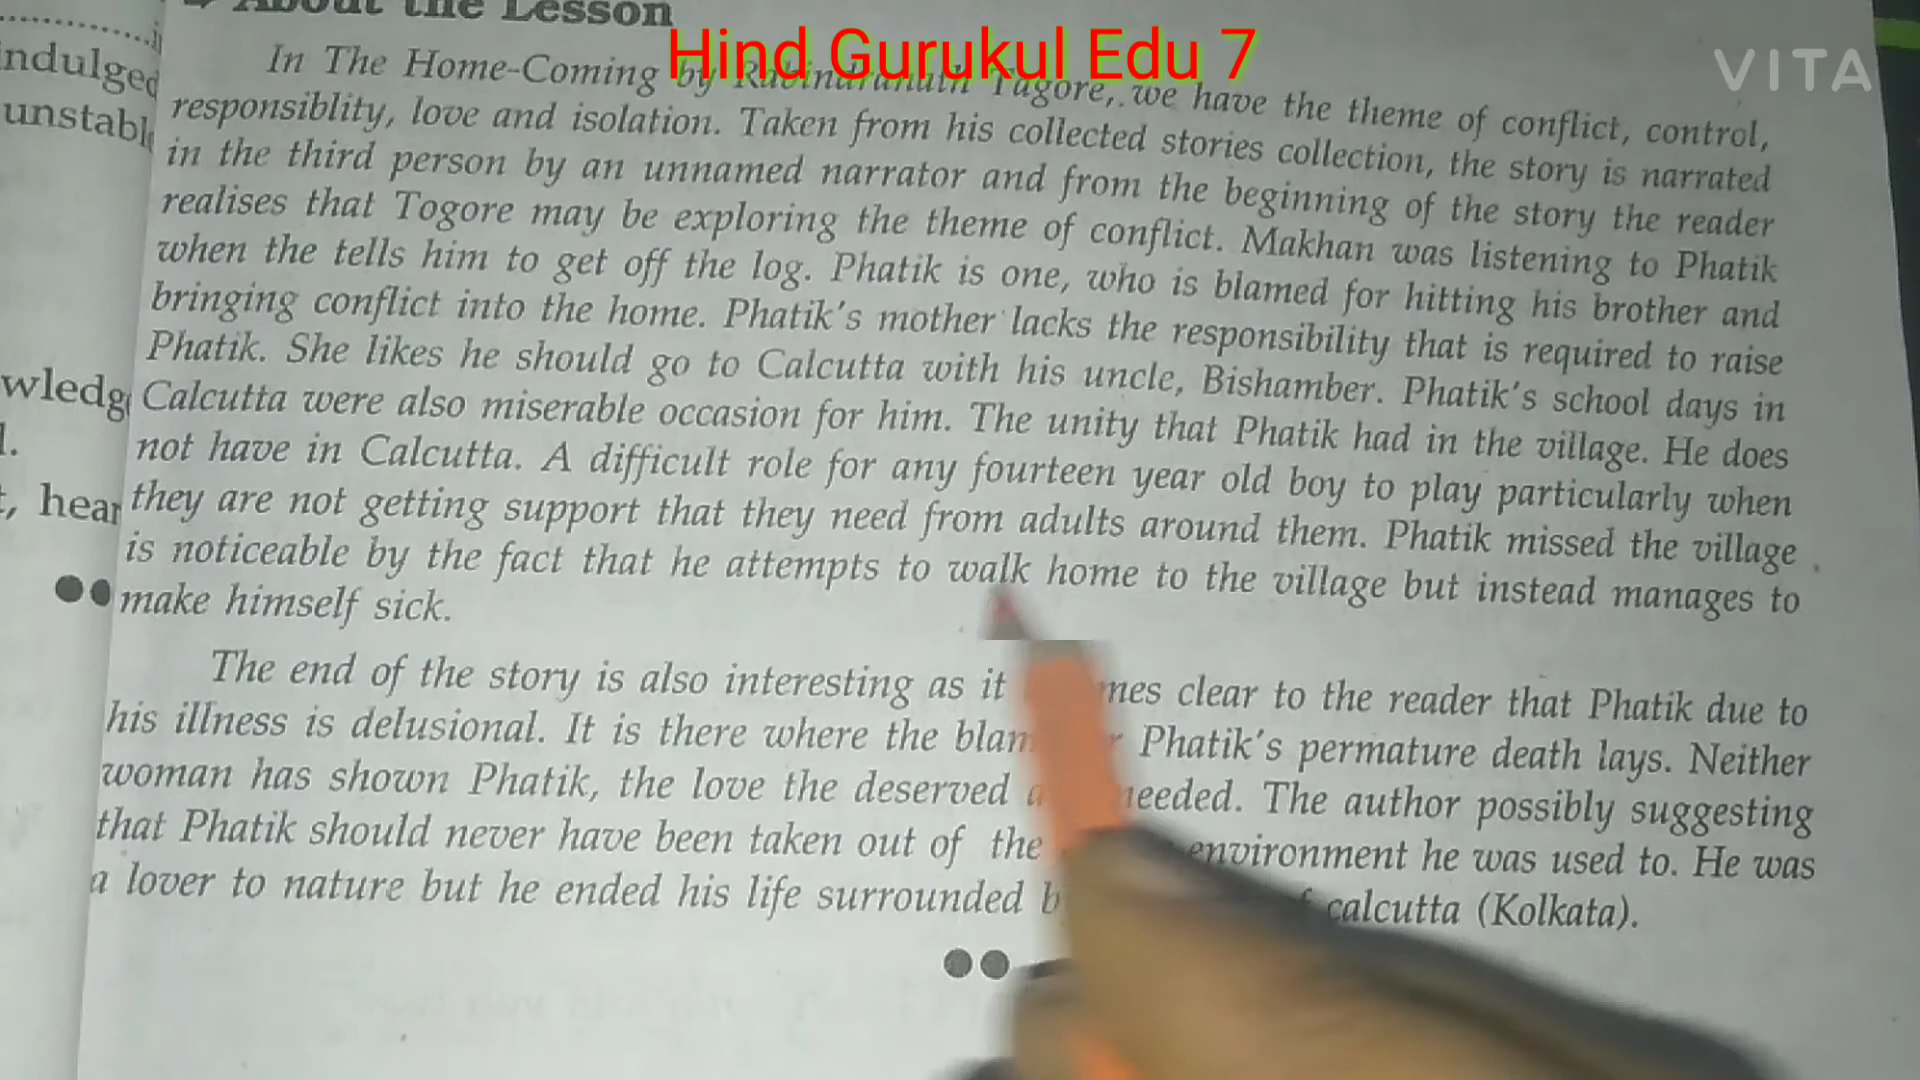 About the Lesson
Hind Gurukul Edu 7
VITA
ndulged
unstabl
wledg
l.
, hear
In The Home-Coming by Rabindranath Tagore, we have the theme of conflict, control,
responsiblity, love and isolation. Taken from his collected stories collection, the story is narrated
in the third person by an unnamed narrator and from the beginning of the story the reader
realises that Togore may be exploring the theme of conflict. Makhan was listening to Phatik
when the tells him to get off the log. Phatik is one, who is blamed for hitting his brother and
bringing conflict into the home. Phatik's mother lacks the responsibility that is required to raise
Phatik. She likes he should go to Calcutta with his uncle, Bishamber. Phatik's school days in
Calcutta were also miserable occasion for him. The unity that Phatik had in the village. He does
not have in Calcutta. A difficult role for any fourteen year old boy to play particularly when
they are not getting support that they need from adults around them. Phatik missed the village
is noticeable by the fact that he attempts to walk home to the village but instead manages to
make himself sick.
The end of the story is also interesting as it mes clear to the reader that Phatik due to
his illness is delusional. It is there where the blam r Phatik's permature death lays. Neither
woman has shown Phatik, the love the deserved a needed. The author possibly suggesting
that Phatik should never have been taken out of the environment he was used to. He was
a lover to nature but he ended his life surrounded b f calcutta (Kolkata).